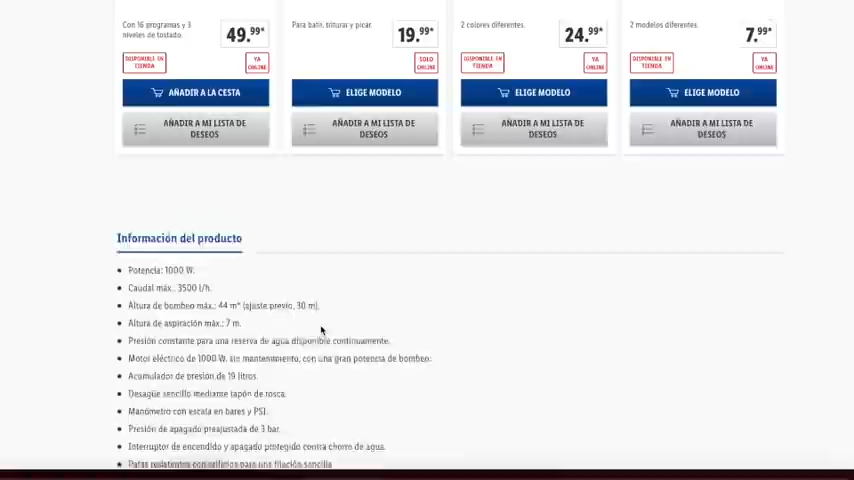 Con 16 programas y 3
niveles de tostado.
49.99*
Para batir, triturar y picar.
19.99*
2 colores diferentes.
24.99*
2 modelos diferentes.
7.99*
DISPONIBLE EN
TIENDA
YA
ONLINE
SOLO
ONLINE
DISPONIBLE EN
TIENDA
YA
ONLINE
DISPONIBLE EN
TIENDA
YA
ONLINE
AÑADIR A LA CESTA
ELIGE MODELO
ELIGE MODELO
ELIGE MODELO
AÑADIR A MI LISTA DE
DESEOS
AÑADIR A MI LISTA DE
DESEOS
AÑADIR A MI LISTA DE
DESEOS
AÑADIR A MI LISTA DE
DESEOS
Información del producto
Potencia: 1000 W.
Caudal máx.: 3500 l/h.
Altura de bombeo máx.: 44 m* (ajuste previo, 30 m).
Altura de aspiración máx.: 7 m.
Presión constante para una reserva de agua disponible continuamente.
Motor eléctrico de 1000 W, sin mantenimiento, con una gran potencia de bombeo.
Acumulador de presión de 19 litros.
Desagüe sencillo mediante tapón de rosca.
Manómetro con escala en bares y PSI.
Presión de apagado preajustada de 3 bar.
Interruptor de encendido y apagado protegido contra chorro de agua.
Patas para una fijación sencilla